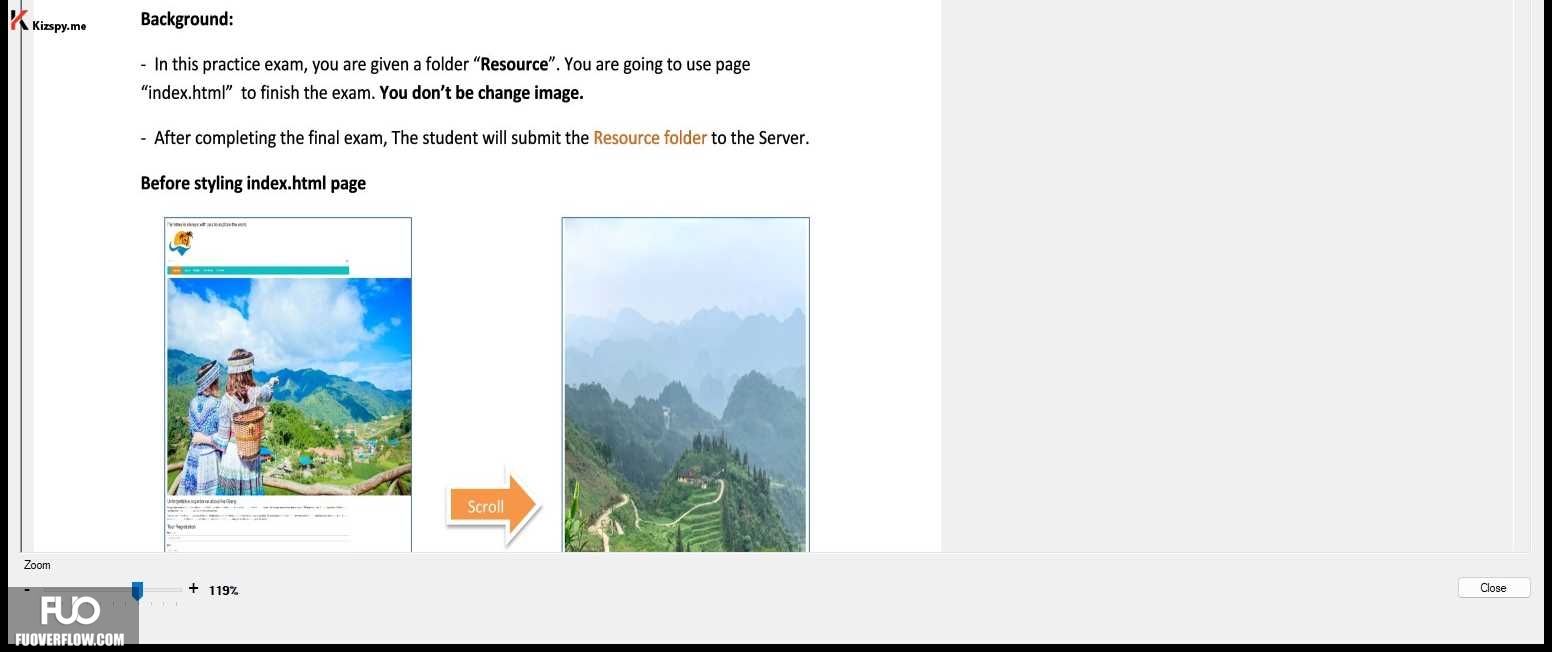 Kizspy.me
Background:
- In this practice exam, you are given a folder “Resource”. You are going to use page
“index.html” to finish the exam. You don’t be change image.
- After completing the final exam, The student will submit the Resource folder to the Server.
Before styling index.html page
Scroll
Zoom
- + 119%
Close
FUO
FUOVERFLOW.COM